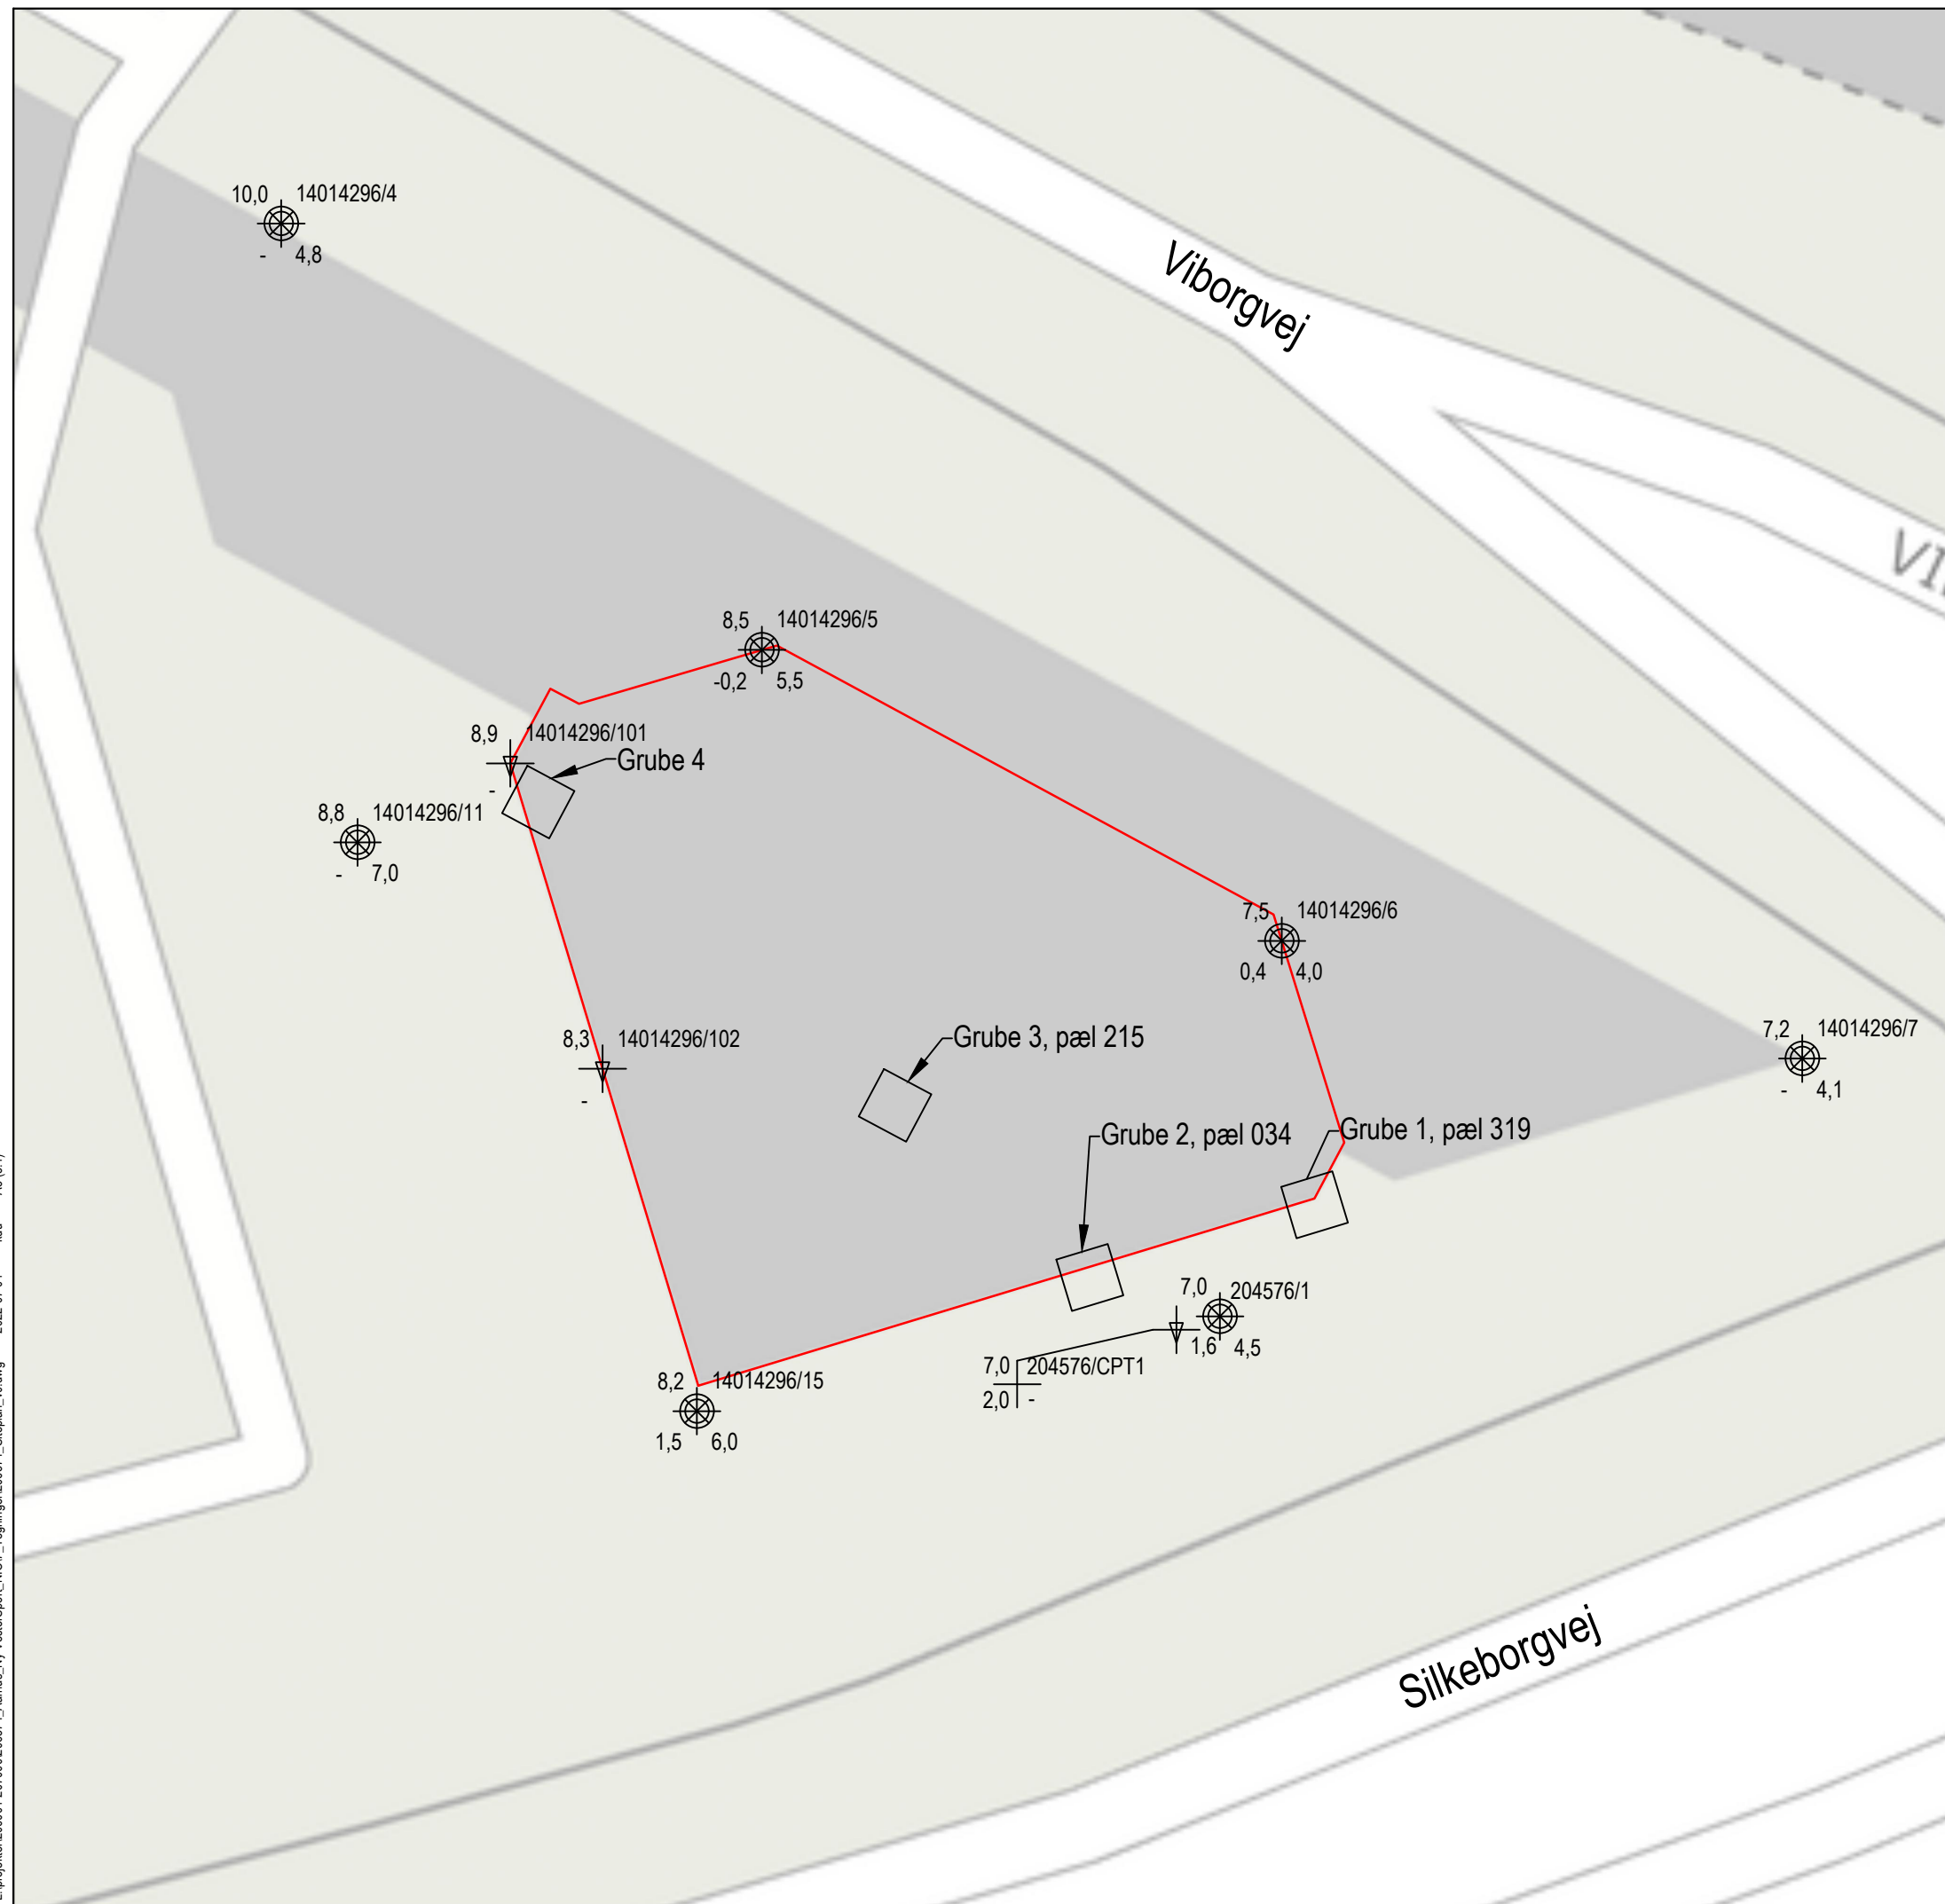 10,0 14014296/4
- 4,8
Viborgvej
8,5 14014296/5
-0,2 5,5
8,9 14014296/101
Grube 4
-
8,8 14014296/11
- 7,0
7,5 14014296/6
0,4 4,0
8,3 14014296/102
-
Grube 3, pæl 215
7,2 14014296/7
- 4,1
Grube 2, pæl 034
Grube 1, pæl 319
7,0 204576/1
1,6 4,5
7,0 204576/CPT1
2,0 -
8,2 14014296/15
1,5 6,0
Silkeborgvej